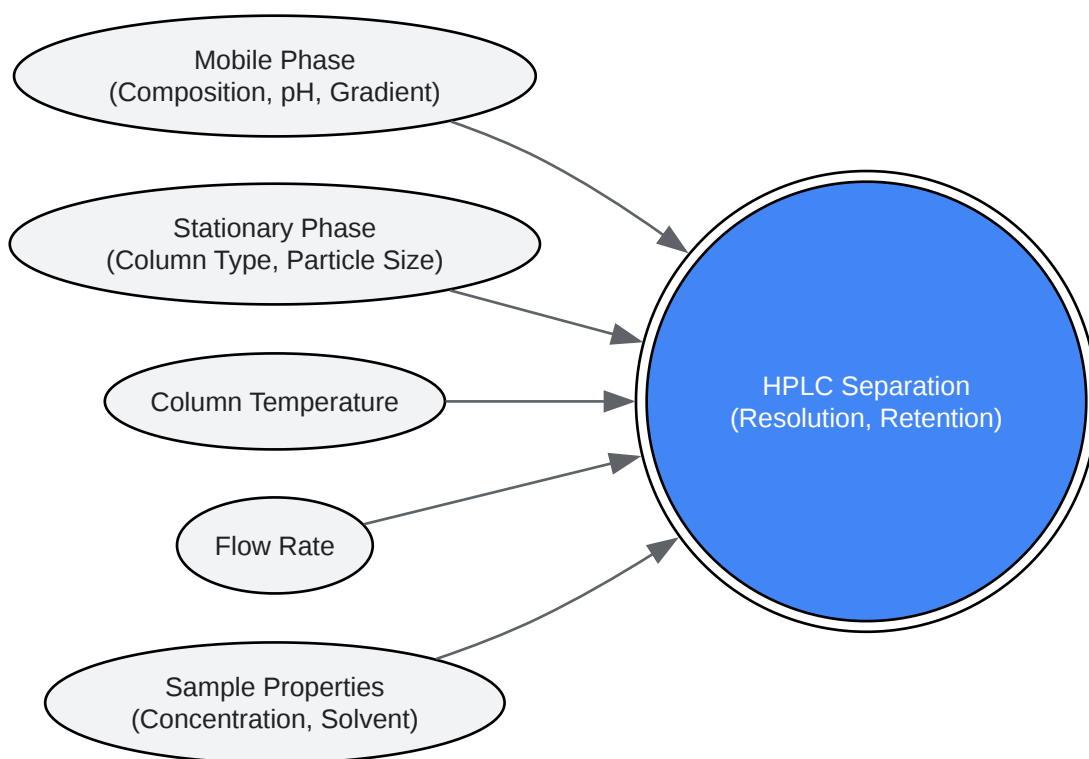 Mobile Phase
(Composition, pH, Gradient)
Stationary Phase
(Column Type, Particle Size)
Column Temperature
Flow Rate
Sample Properties
(Concentration, Solvent)
HPLC Separation
(Resolution, Retention)